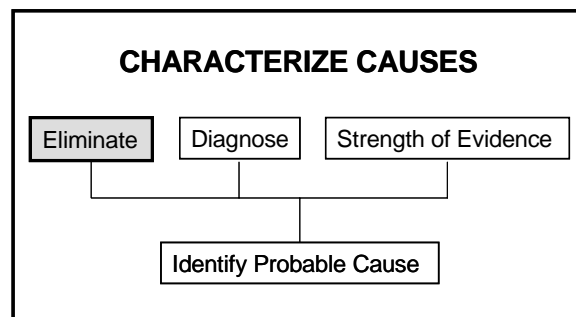 CHARACTERIZE CAUSES
Eliminate
Diagnose
Strength of Evidence
Identify Probable Cause